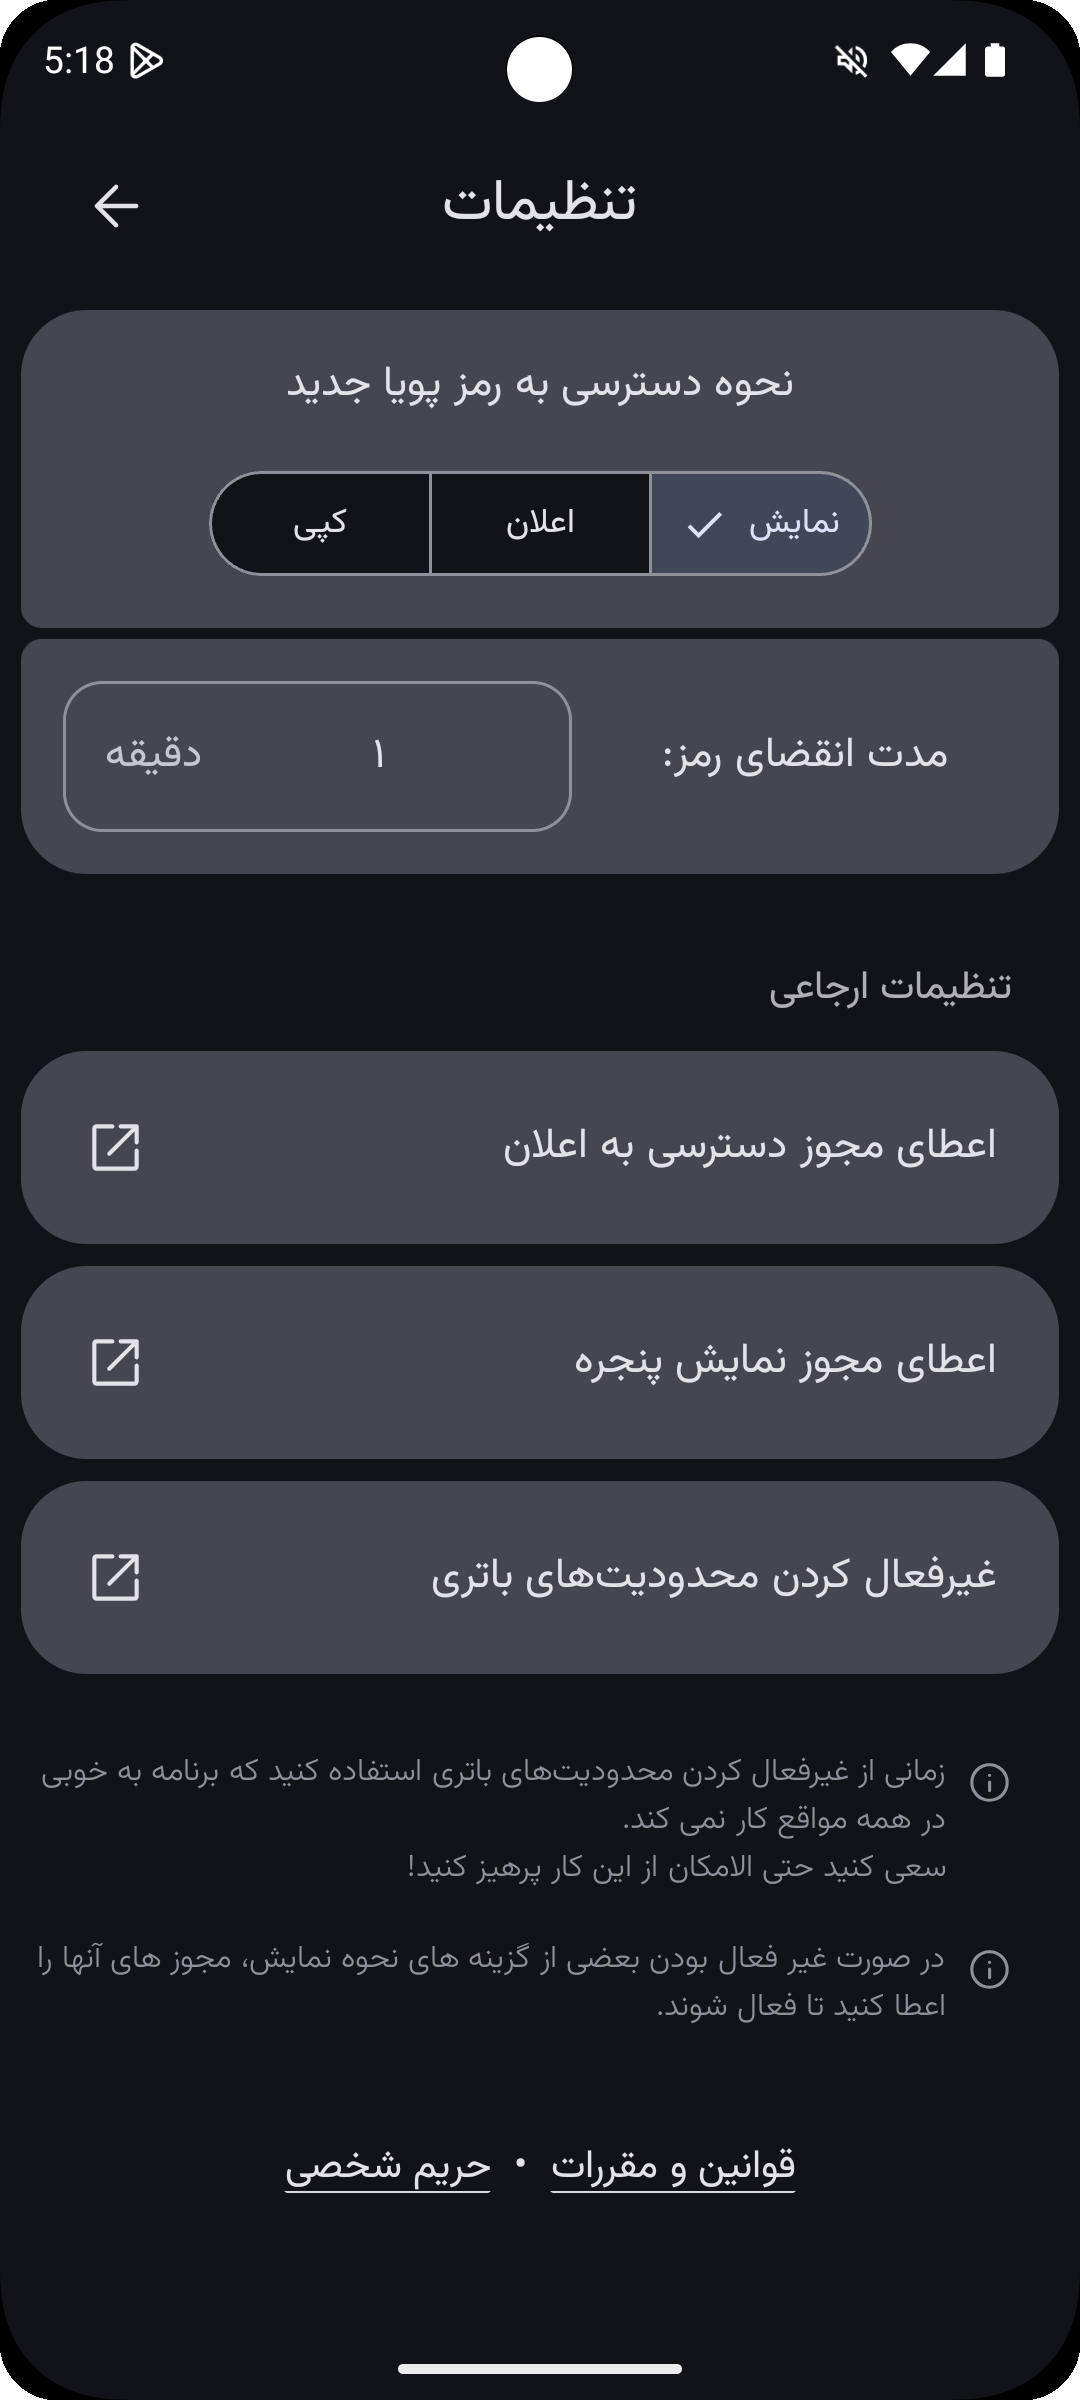 5:18
تنظیمات
نحوه دسترسی به رمز پویا جدید
نمایش
اعلان
کپی
مدت انقضای رمز:
۱
دقیقه
تنظیمات ارجاعی
اعطای مجوز دسترسی به اعلان
اعطای مجوز نمایش پنجره
غیرفعال کردن محدودیت‌های باتری
زمانی از غیرفعال کردن محدودیت‌های باتری استفاده کنید که برنامه به خوبی
در همه مواقع کار نمی کند.
سعی کنید حتی الامکان از این کار پرهیز کنید!
در صورت غیر فعال بودن بعضی از گزینه های نحوه نمایش، مجوز های آنها را
اعطا کنید تا فعال شوند.
قوانین و مقررات • حریم شخصی